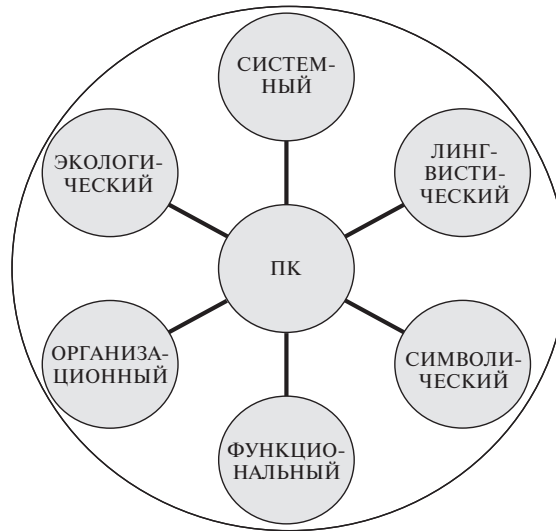 СИСТЕМ-
НЫЙ
ЭКОЛОГИ-
ЧЕСКИЙ
ЛИНГ-
ВИСТИ-
ЧЕСКИЙ
ПК
ОРГАНИЗА-
ЦИОННЫЙ
СИМВОЛИ-
ЧЕСКИЙ
ФУНКЦИО-
НАЛЬНЫЙ